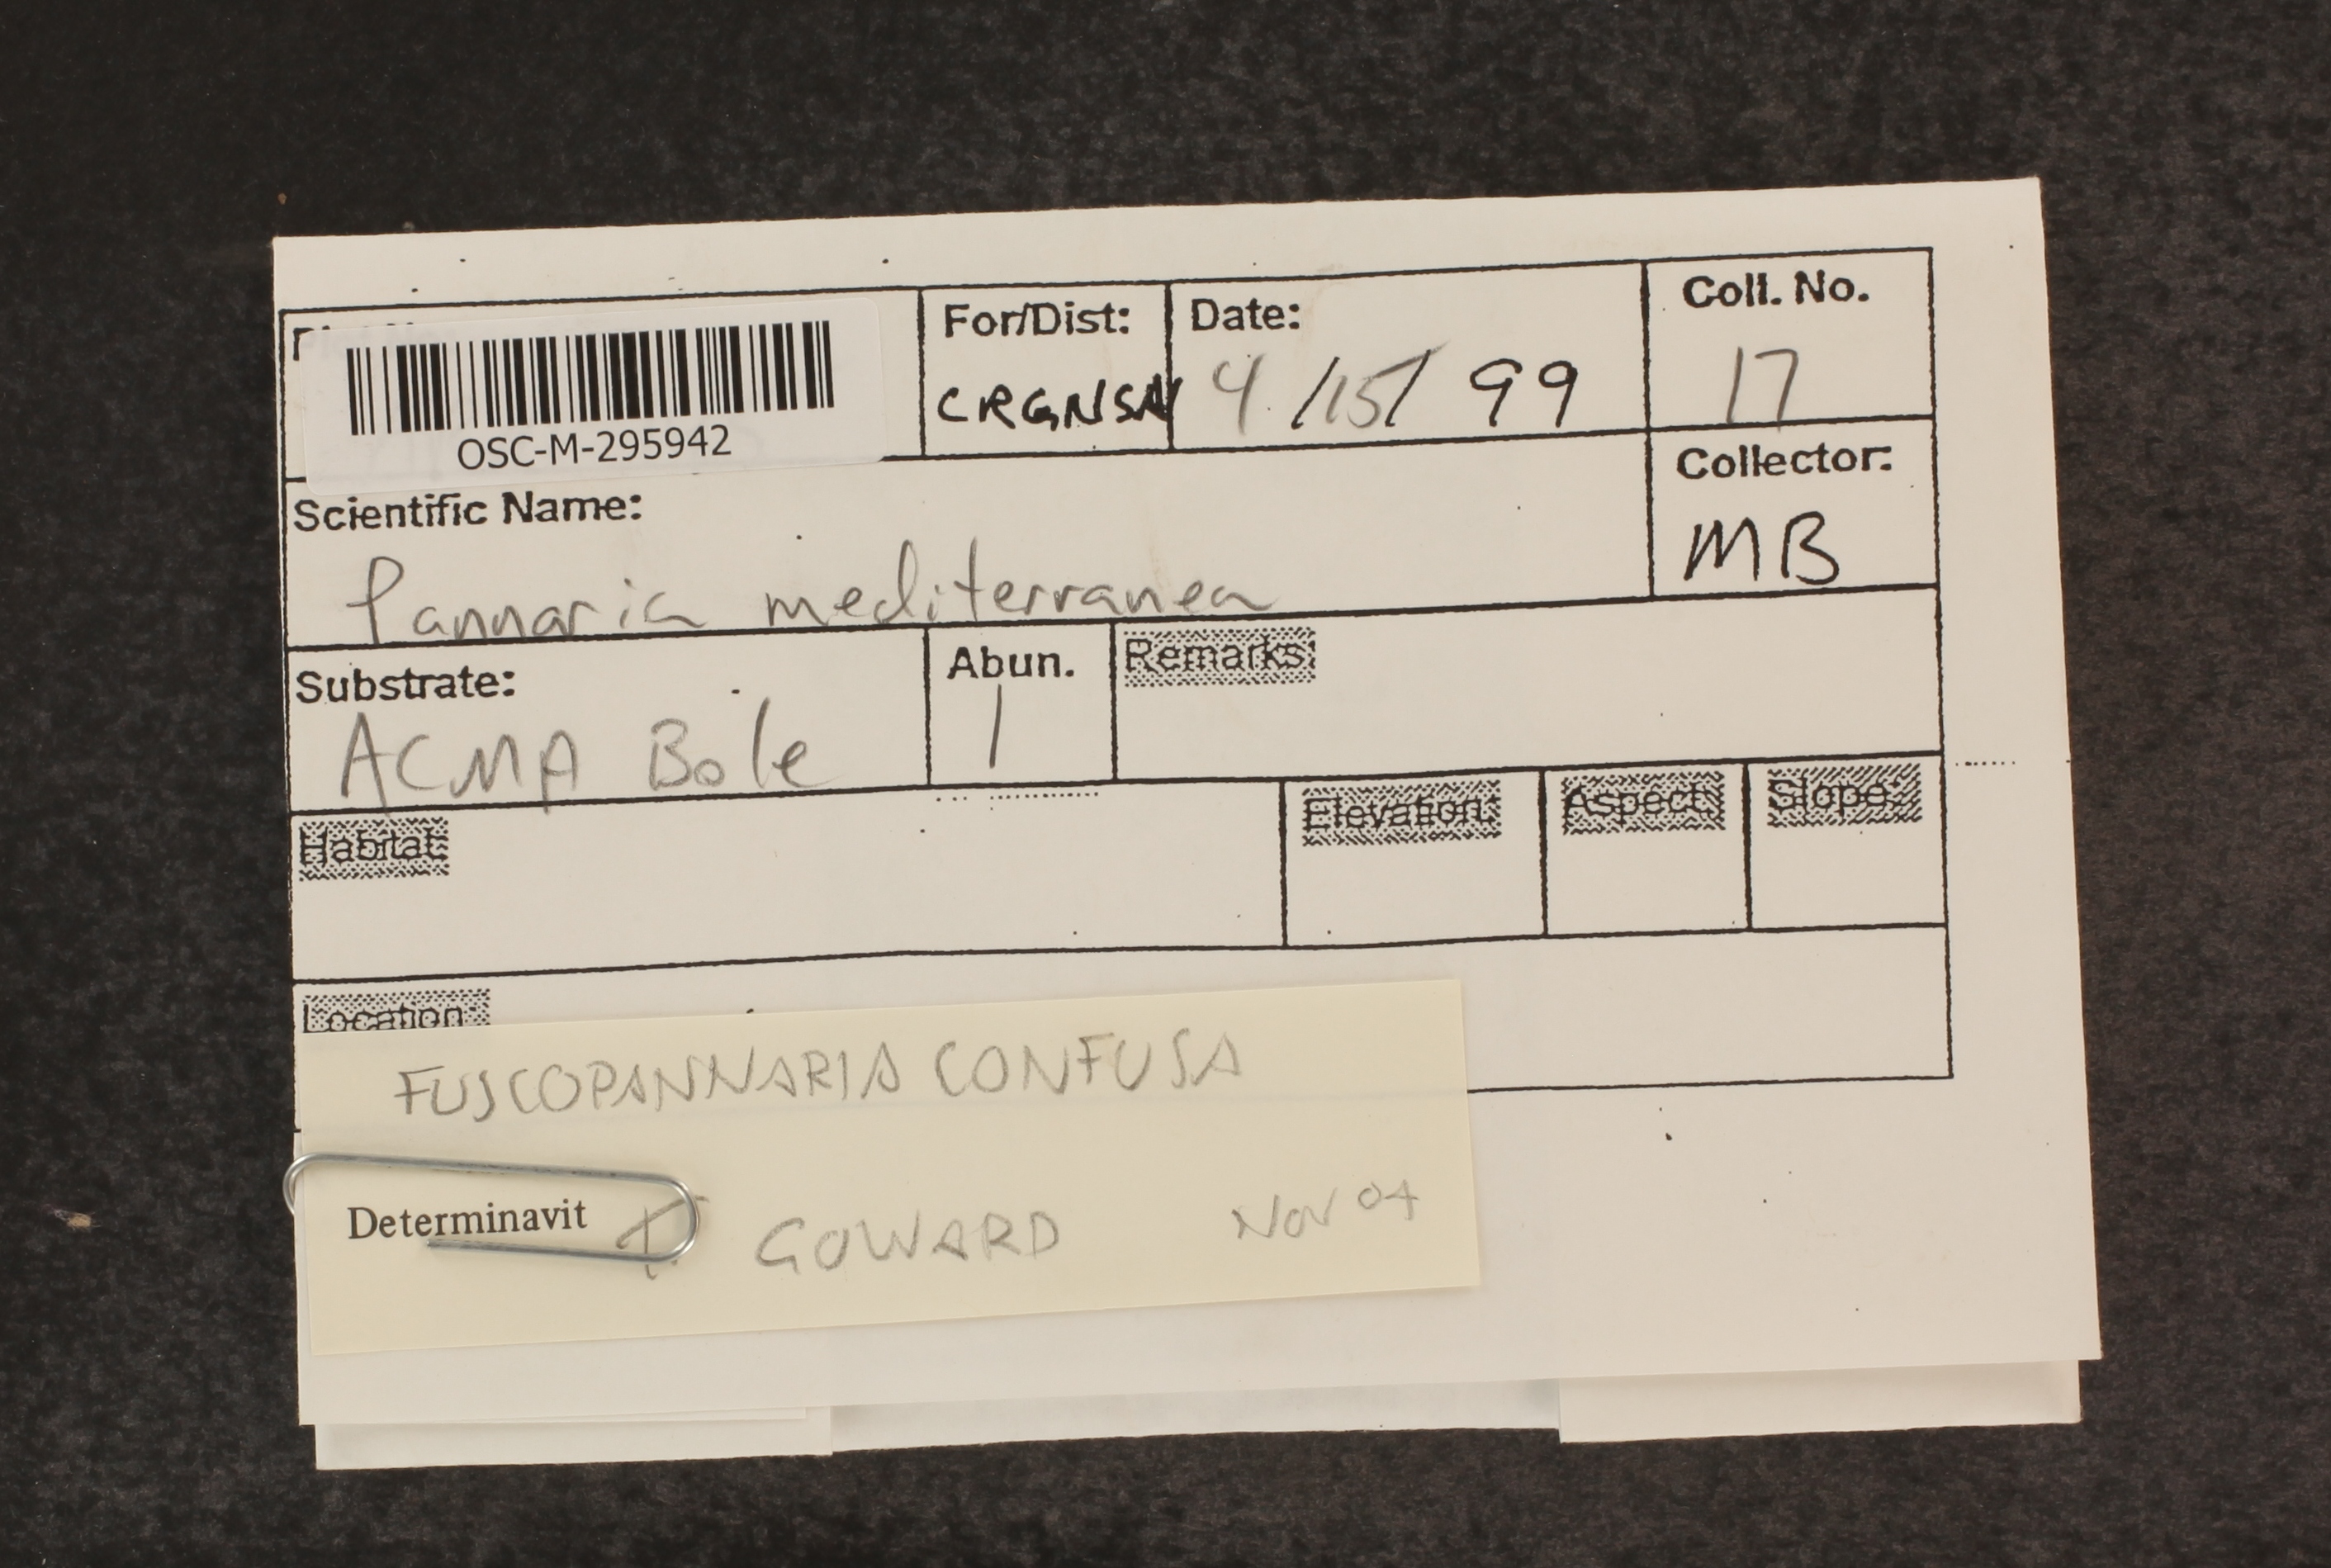 For/Dist:
CRGNSA
Date:
4/15/99
Coll. No.
17
OSC-M-295942
Collector:
MB
Scientific Name:
Pannaria mediterranea
Substrate:
ACMA Bole
Abun.
1
Remarks:
Habitat:
Elevation:
Aspect:
Slope:
Location:
FUSCOPANNARIA CONFUSA
Determinavit T. GOWARD Nov 04